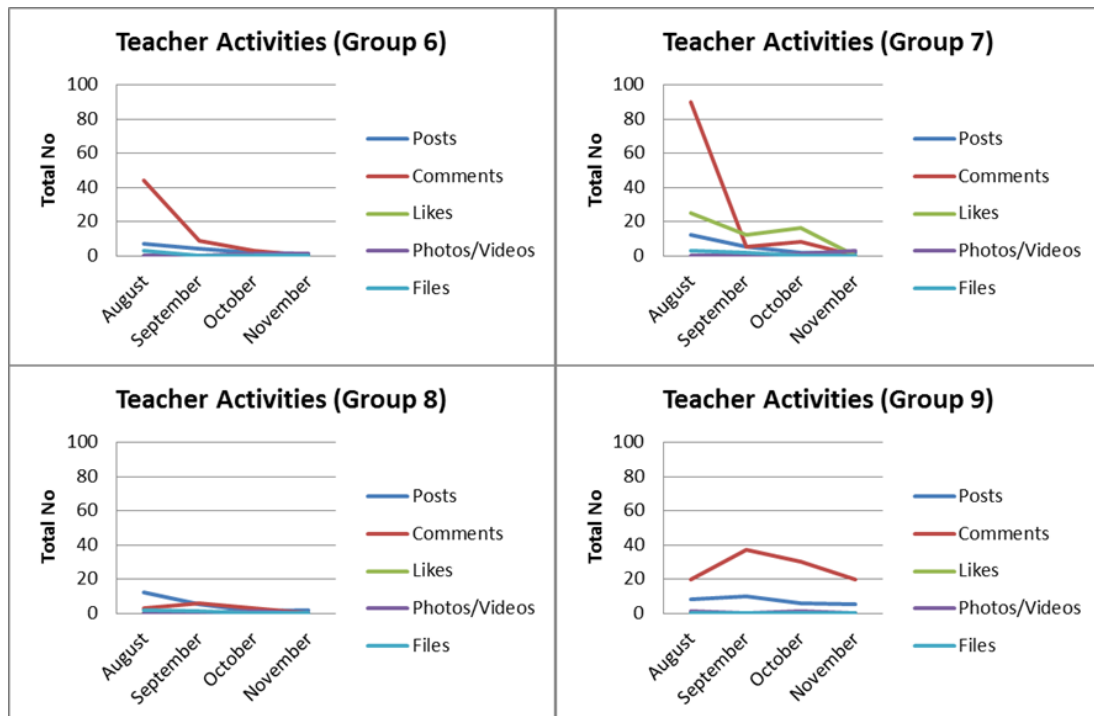 Teacher Activities (Group 6)
Total No
100
80
60
40
20
0
August
September
October
November
Posts
Comments
Likes
Photos/Videos
Files
Teacher Activities (Group 7)
Total No
100
80
60
40
20
0
August
September
October
November
Posts
Comments
Likes
Photos/Videos
Files
Teacher Activities (Group 8)
Total No
100
80
60
40
20
0
August
September
October
November
Posts
Comments
Likes
Photos/Videos
Files
Teacher Activities (Group 9)
Total No
100
80
60
40
20
0
August
September
October
November
Posts
Comments
Likes
Photos/Videos
Files